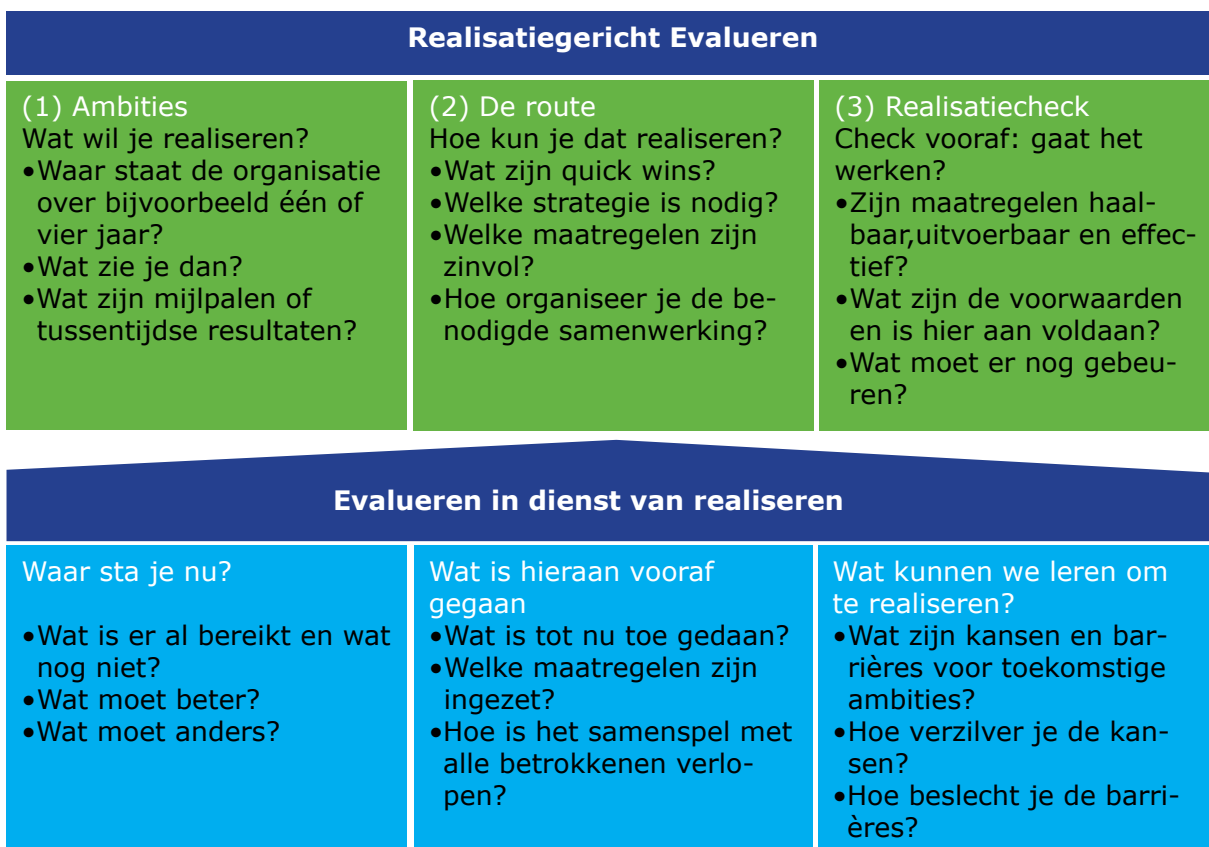 Realisatiegericht Evalueren
(1) Ambities
Wat wil je realiseren?
•Waar staat de organisatie
over bijvoorbeeld één of
vier jaar?
•Wat zie je dan?
•Wat zijn mijlpalen of
tussentijdse resultaten?
(2) De route
Hoe kun je dat realiseren?
•Wat zijn quick wins?
•Welke strategie is nodig?
•Welke maatregelen zijn
zinvol?
•Hoe organiseer je de be-
nodigde samenwerking?
(3) Realisatiecheck
Check vooraf: gaat het
werken?
•Zijn maatregelen haal-
baar,uitvoerbaar en effec-
tief?
•Wat zijn de voorwaarden
en is hier aan voldaan?
•Wat moet er nog gebeu-
ren?
Evalueren in dienst van realiseren
Waar sta je nu?
•Wat is er al bereikt en wat
nog niet?
•Wat moet beter?
•Wat moet anders?
Wat is hieraan vooraf
gegaan
•Wat is tot nu toe gedaan?
•Welke maatregelen zijn
ingezet?
•Hoe is het samenspel met
alle betrokkenen verlo-
pen?
Wat kunnen we leren om
te realiseren?
•Wat zijn kansen en bar-
rières voor toekomstige
ambities?
•Hoe verzilver je de kan-
sen?
•Hoe beslecht je de barri-
ères?